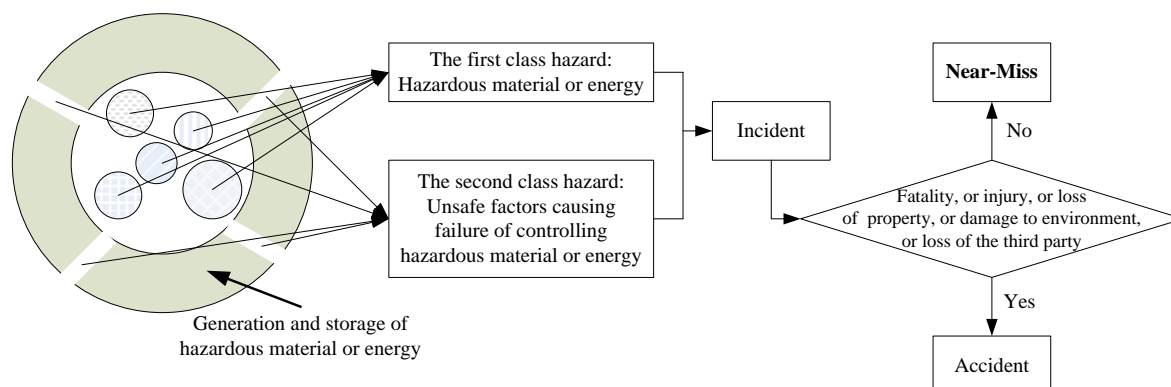 The first class hazard:
Hazardous material or energy
The second class hazard:
Unsafe factors causing
failure of controlling
hazardous material or energy
Generation and storage of
hazardous material or energy
Incident
Near-Miss
No
Fatality, or injury, or loss
of property, or damage to environment,
or loss of the third party
Yes
Accident